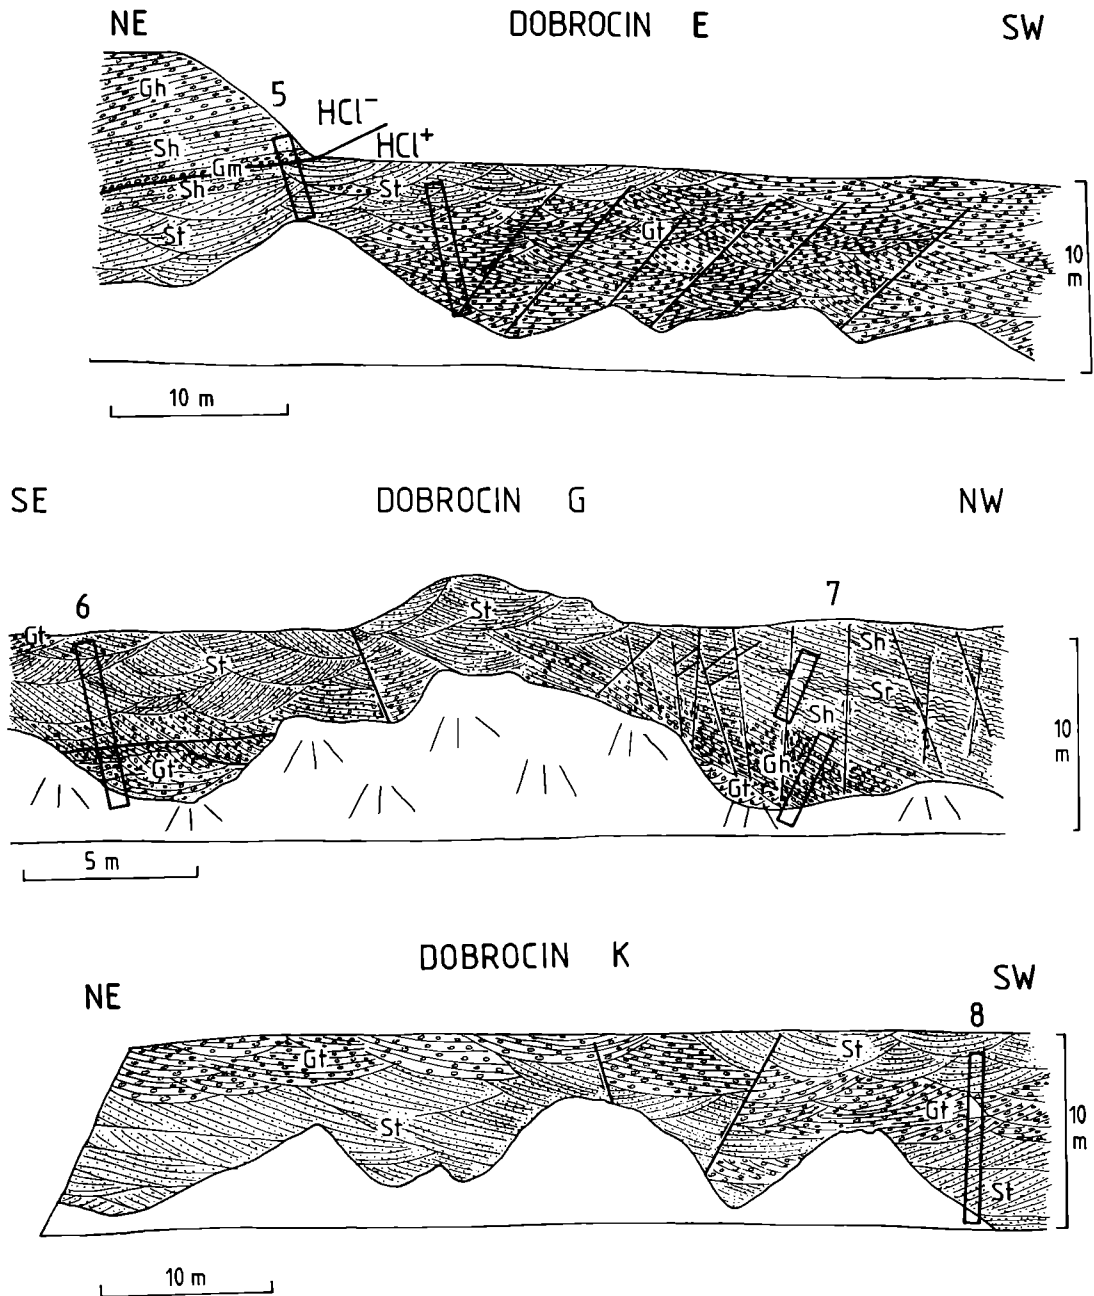 NE DOBROCIN E SW
Gh
5
HCl⁻
HCl⁺
Sh
Gm
Sh
St
St
Gt
10 m
10 m
SE DOBROCIN G NW
6
7
Gt
St
St
Sh
Sr
Sh
Gt
Gh
Gt
10 m
5 m
DOBROCIN K
NE
SW
8
Gt
St
St
Gt
St
10 m
10 m